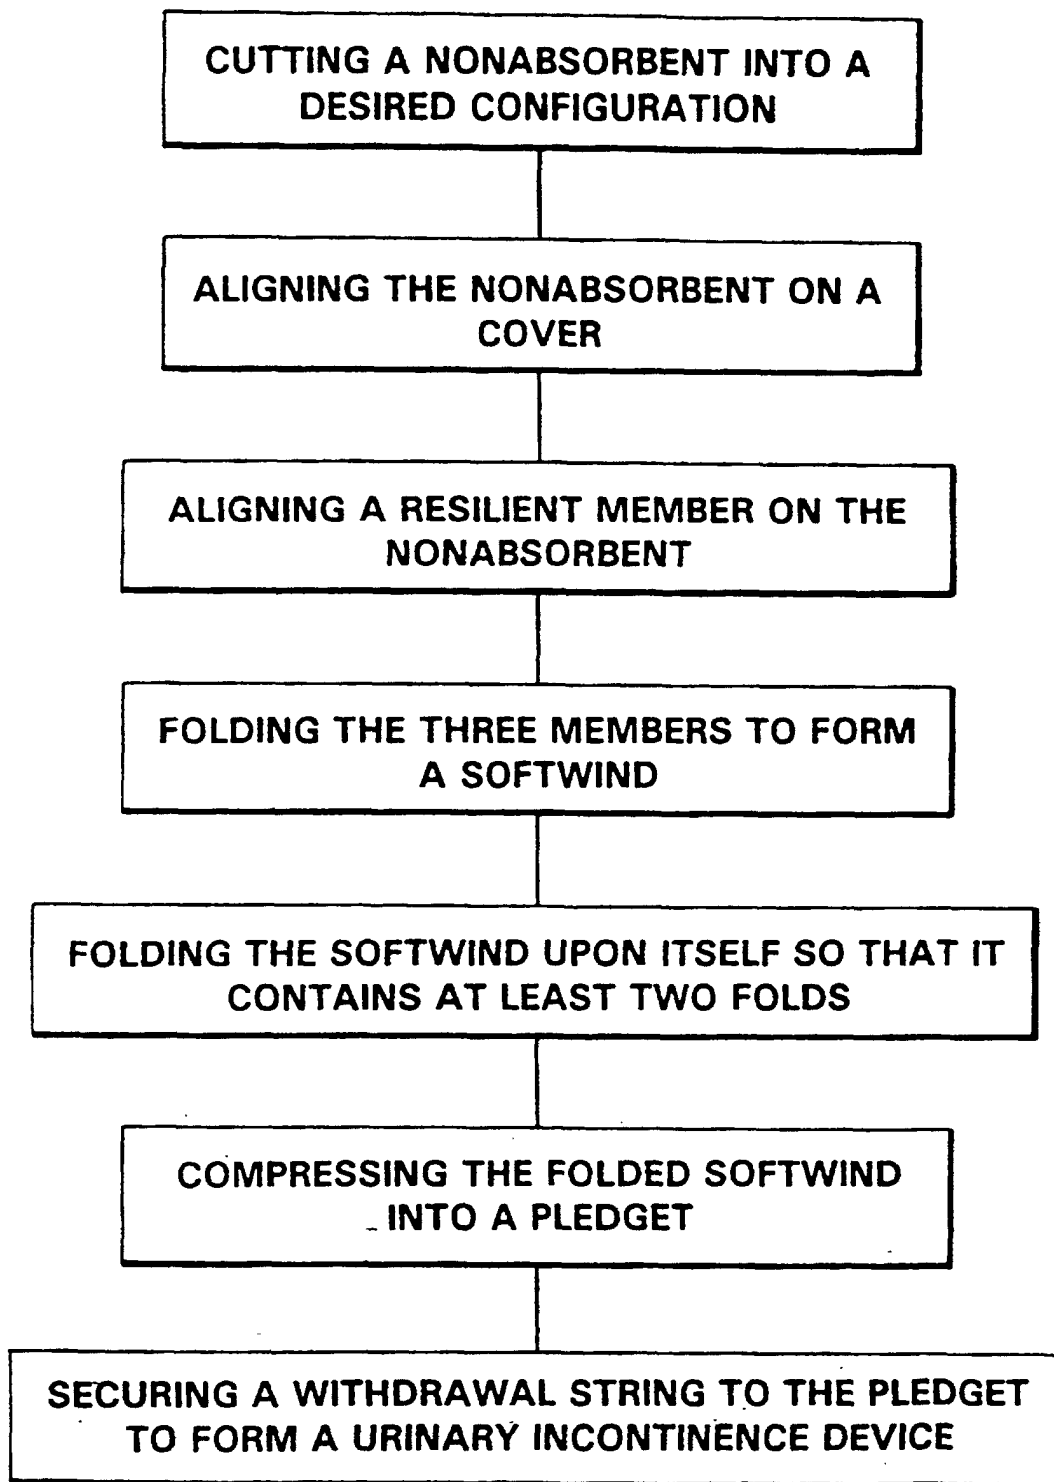 CUTTING A NONABSORBENT INTO A
DESIRED CONFIGURATION
ALIGNING THE NONABSORBENT ON A
COVER
ALIGNING A RESILIENT MEMBER ON THE
NONABSORBENT
FOLDING THE THREE MEMBERS TO FORM
A SOFTWIND
FOLDING THE SOFTWIND UPON ITSELF SO THAT IT
CONTAINS AT LEAST TWO FOLDS
COMPRESSING THE FOLDED SOFTWIND
INTO A PLEDGET
SECURING A WITHDRAWAL STRING TO THE PLEDGET
TO FORM A URINARY INCONTINENCE DEVICE